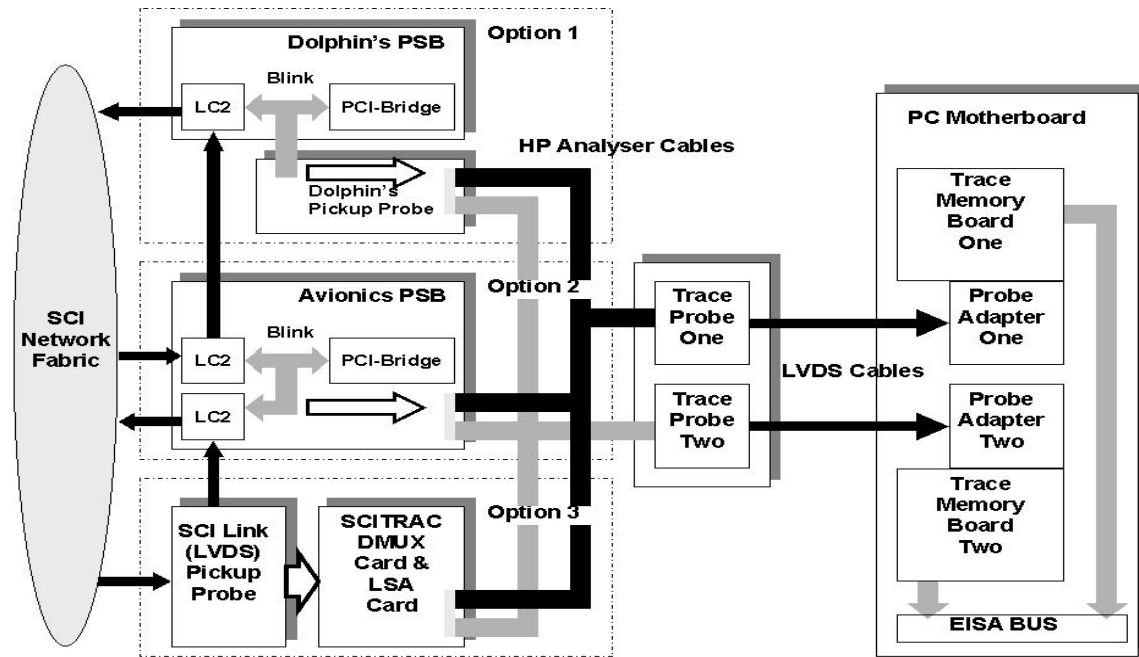 SCI
Network
Fabric
Option 1
Dolphin's PSB
Blink
LC2
PCI-Bridge
Dolphin's
Pickup Probe
HP Analyser Cables
Option 2
Avionics PSB
Blink
LC2
PCI-Bridge
LC2
Option 3
SCI Link
(LVDS)
Pickup
Probe
SCITRAC
DMUX
Card &
LSA
Card
Trace
Probe
One
Trace
Probe
Two
LVDS Cables
PC Motherboard
Trace
Memory
Board
One
Probe
Adapter
One
Probe
Adapter
Two
Trace
Memory
Board
Two
EISA BUS